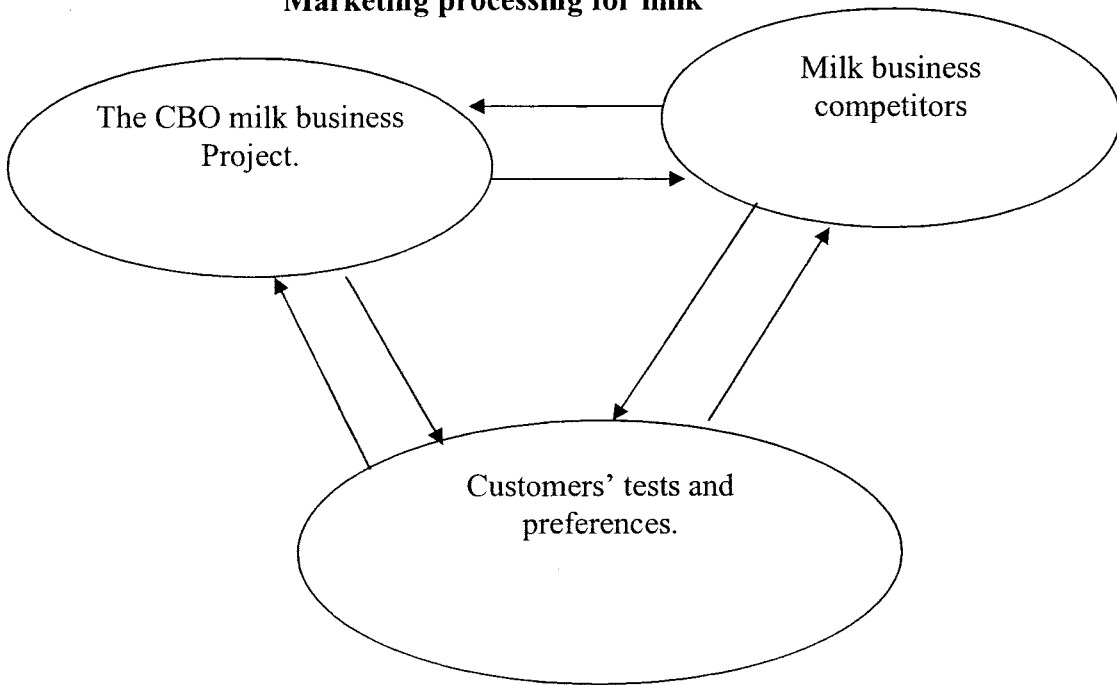 Marketing processing for milk
The CBO milk business
Project.
Milk business
competitors
Customers’ tests and
preferences.